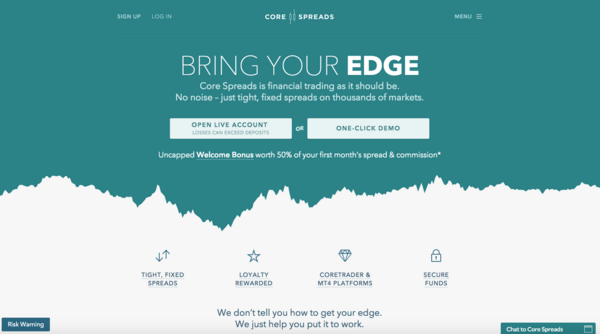 SIGN UP LOG IN CORE SPREADS MENU
BRING YOUR EDGE
Core Spreads is financial trading as it should be.
No noise – just tight, fixed spreads on thousands of markets.
OPEN LIVE ACCOUNT
LOSSES CAN EXCEED DEPOSITS
OR
ONE-CLICK DEMO
Uncapped Welcome Bonus worth 50% of your first month's spread & commission*
TIGHT, FIXED
SPREADS
LOYALTY
REWARDED
CORETRADER &
MT4 PLATFORMS
SECURE
FUNDS
We don't tell you how to get your edge.
We just help you put it to work.
Risk Warning
Chat to Core Spreads